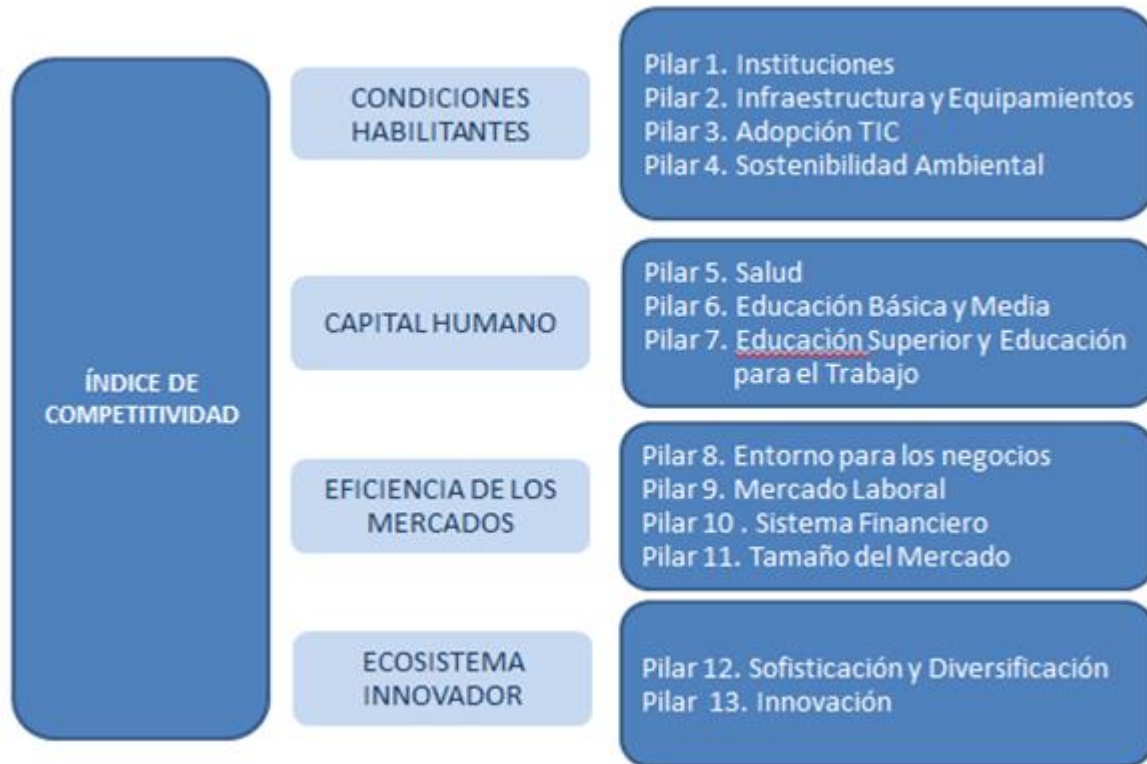 ÍNDICE DE
COMPETITIVIDAD
CONDICIONES
HABILITANTES
Pilar 1. Instituciones
Pilar 2. Infraestructura y Equipamientos
Pilar 3. Adopción TIC
Pilar 4. Sostenibilidad Ambiental
CAPITAL HUMANO
Pilar 5. Salud
Pilar 6. Educación Básica y Media
Pilar 7. Educaciòn Superior y Educación
para el Trabajo
EFICIENCIA DE LOS
MERCADOS
Pilar 8. Entorno para los negocios
Pilar 9. Mercado Laboral
Pilar 10 . Sistema Financiero
Pilar 11. Tamaño del Mercado
ECOSISTEMA
INNOVADOR
Pilar 12. Sofisticación y Diversificación
Pilar 13. Innovación